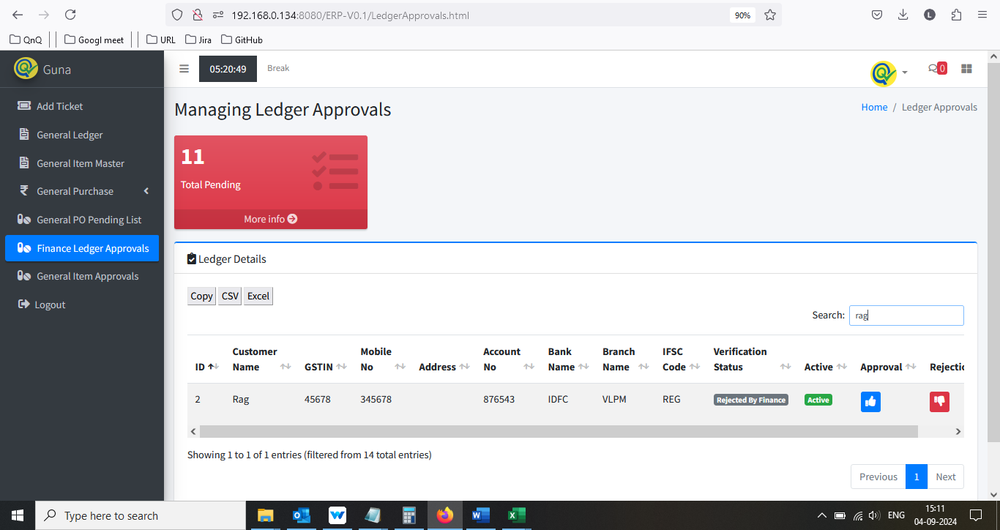 192.168.0.134:8080/ERP-V0.1/LedgerApprovals.html
90%
L
QnQ
Googl meet
URL
Jira
GitHub
Guna
05:20:49
Break
0
Add Ticket
General Ledger
General Item Master
General Purchase
General PO Pending List
Finance Ledger Approvals
General Item Approvals
Logout
Managing Ledger Approvals
Home / Ledger Approvals
11
Total Pending
More info
Ledger Details
Copy CSV Excel
Search: rag
ID Customer Name GSTIN Mobile No Address Account No Bank Name Branch Name IFSC Code Verification Status Active Approval Rejectic
2 Rag 45678 345678 876543 IDFC VLPM REG Rejected By Finance Active
Showing 1 to 1 of 1 entries (filtered from 14 total entries)
Previous 1 Next
Type here to search
ENG
15:11
04-09-2024